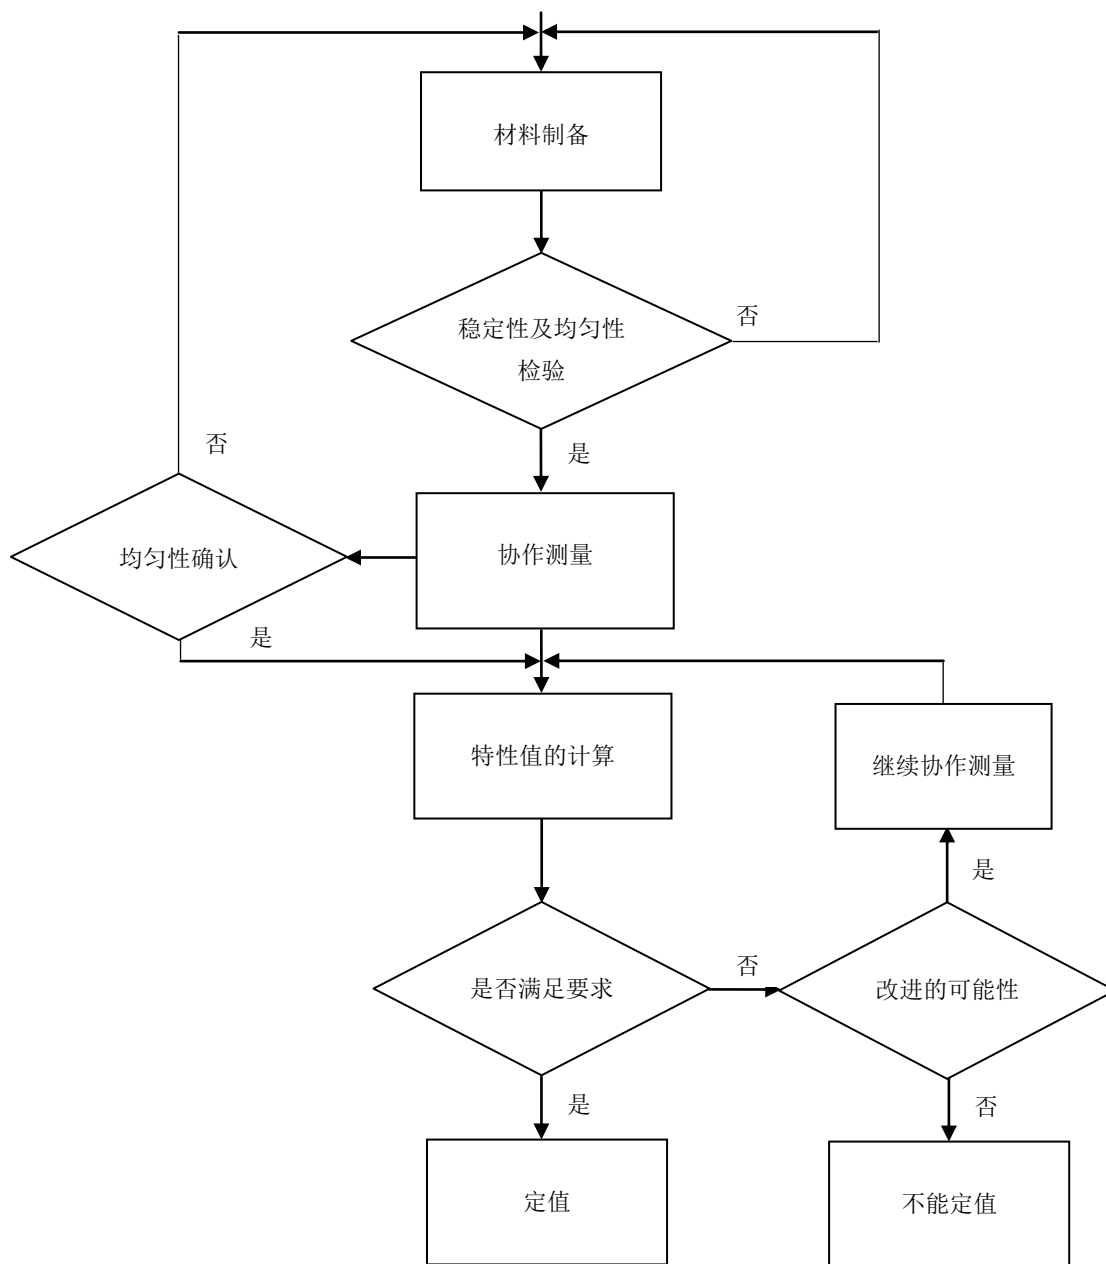 材料制备
稳定性及均匀性
检验
否
是
否
均匀性确认
协作测量
是
特性值的计算
继续协作测量
是
是否满足要求
否
改进的可能性
是
否
定值
不能定值